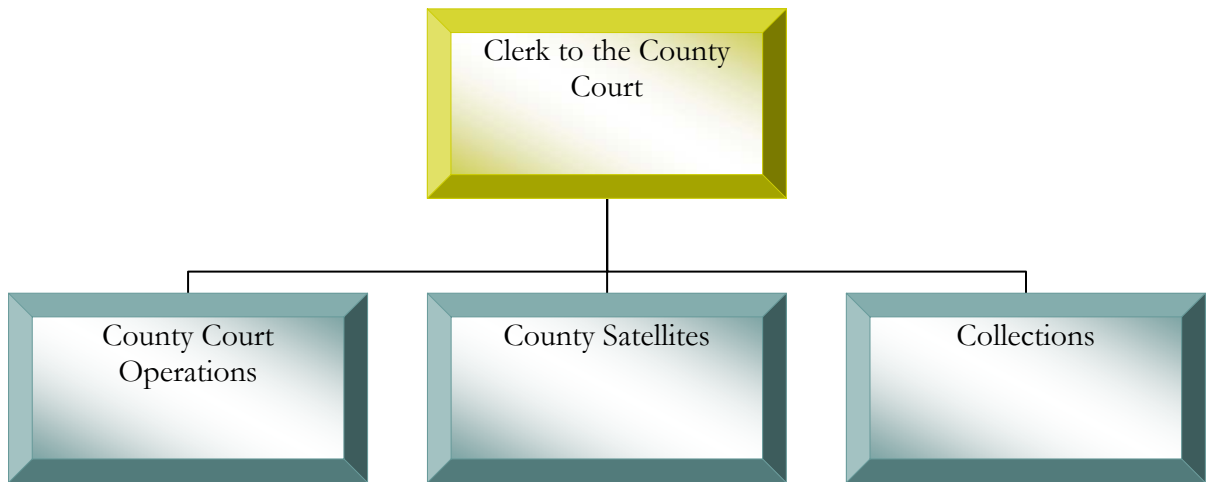 Clerk to the County
Court
County Court
Operations
County Satellites
Collections